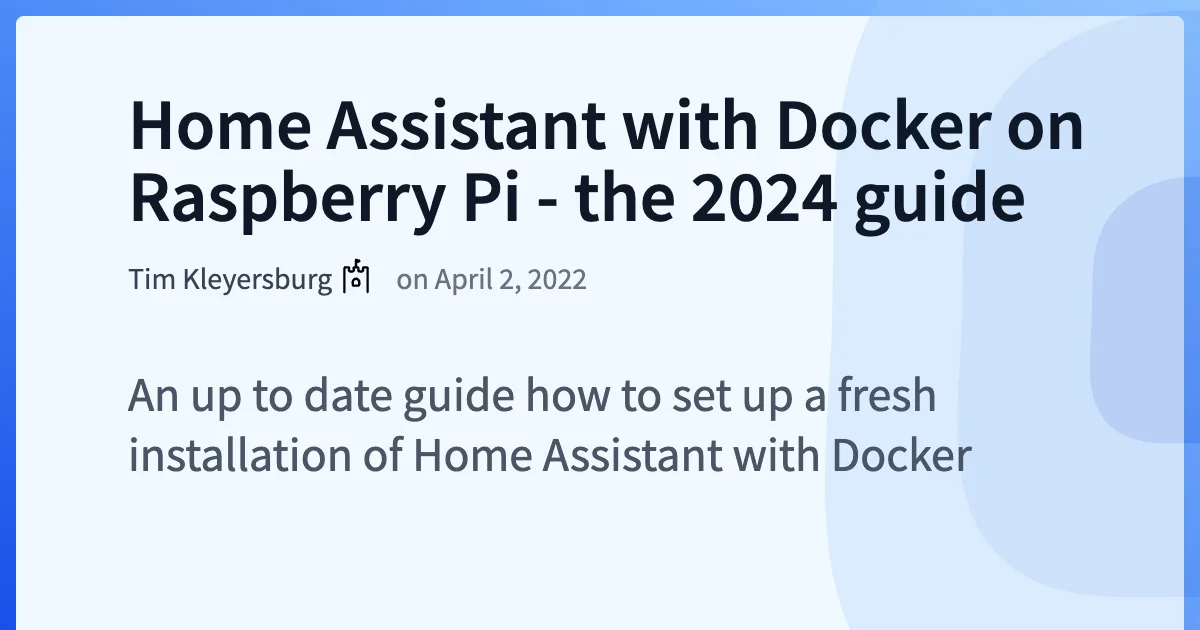 Home Assistant with Docker on
Raspberry Pi - the 2024 guide
Tim Kleyersburg on April 2, 2022
An up to date guide how to set up a fresh
installation of Home Assistant with Docker